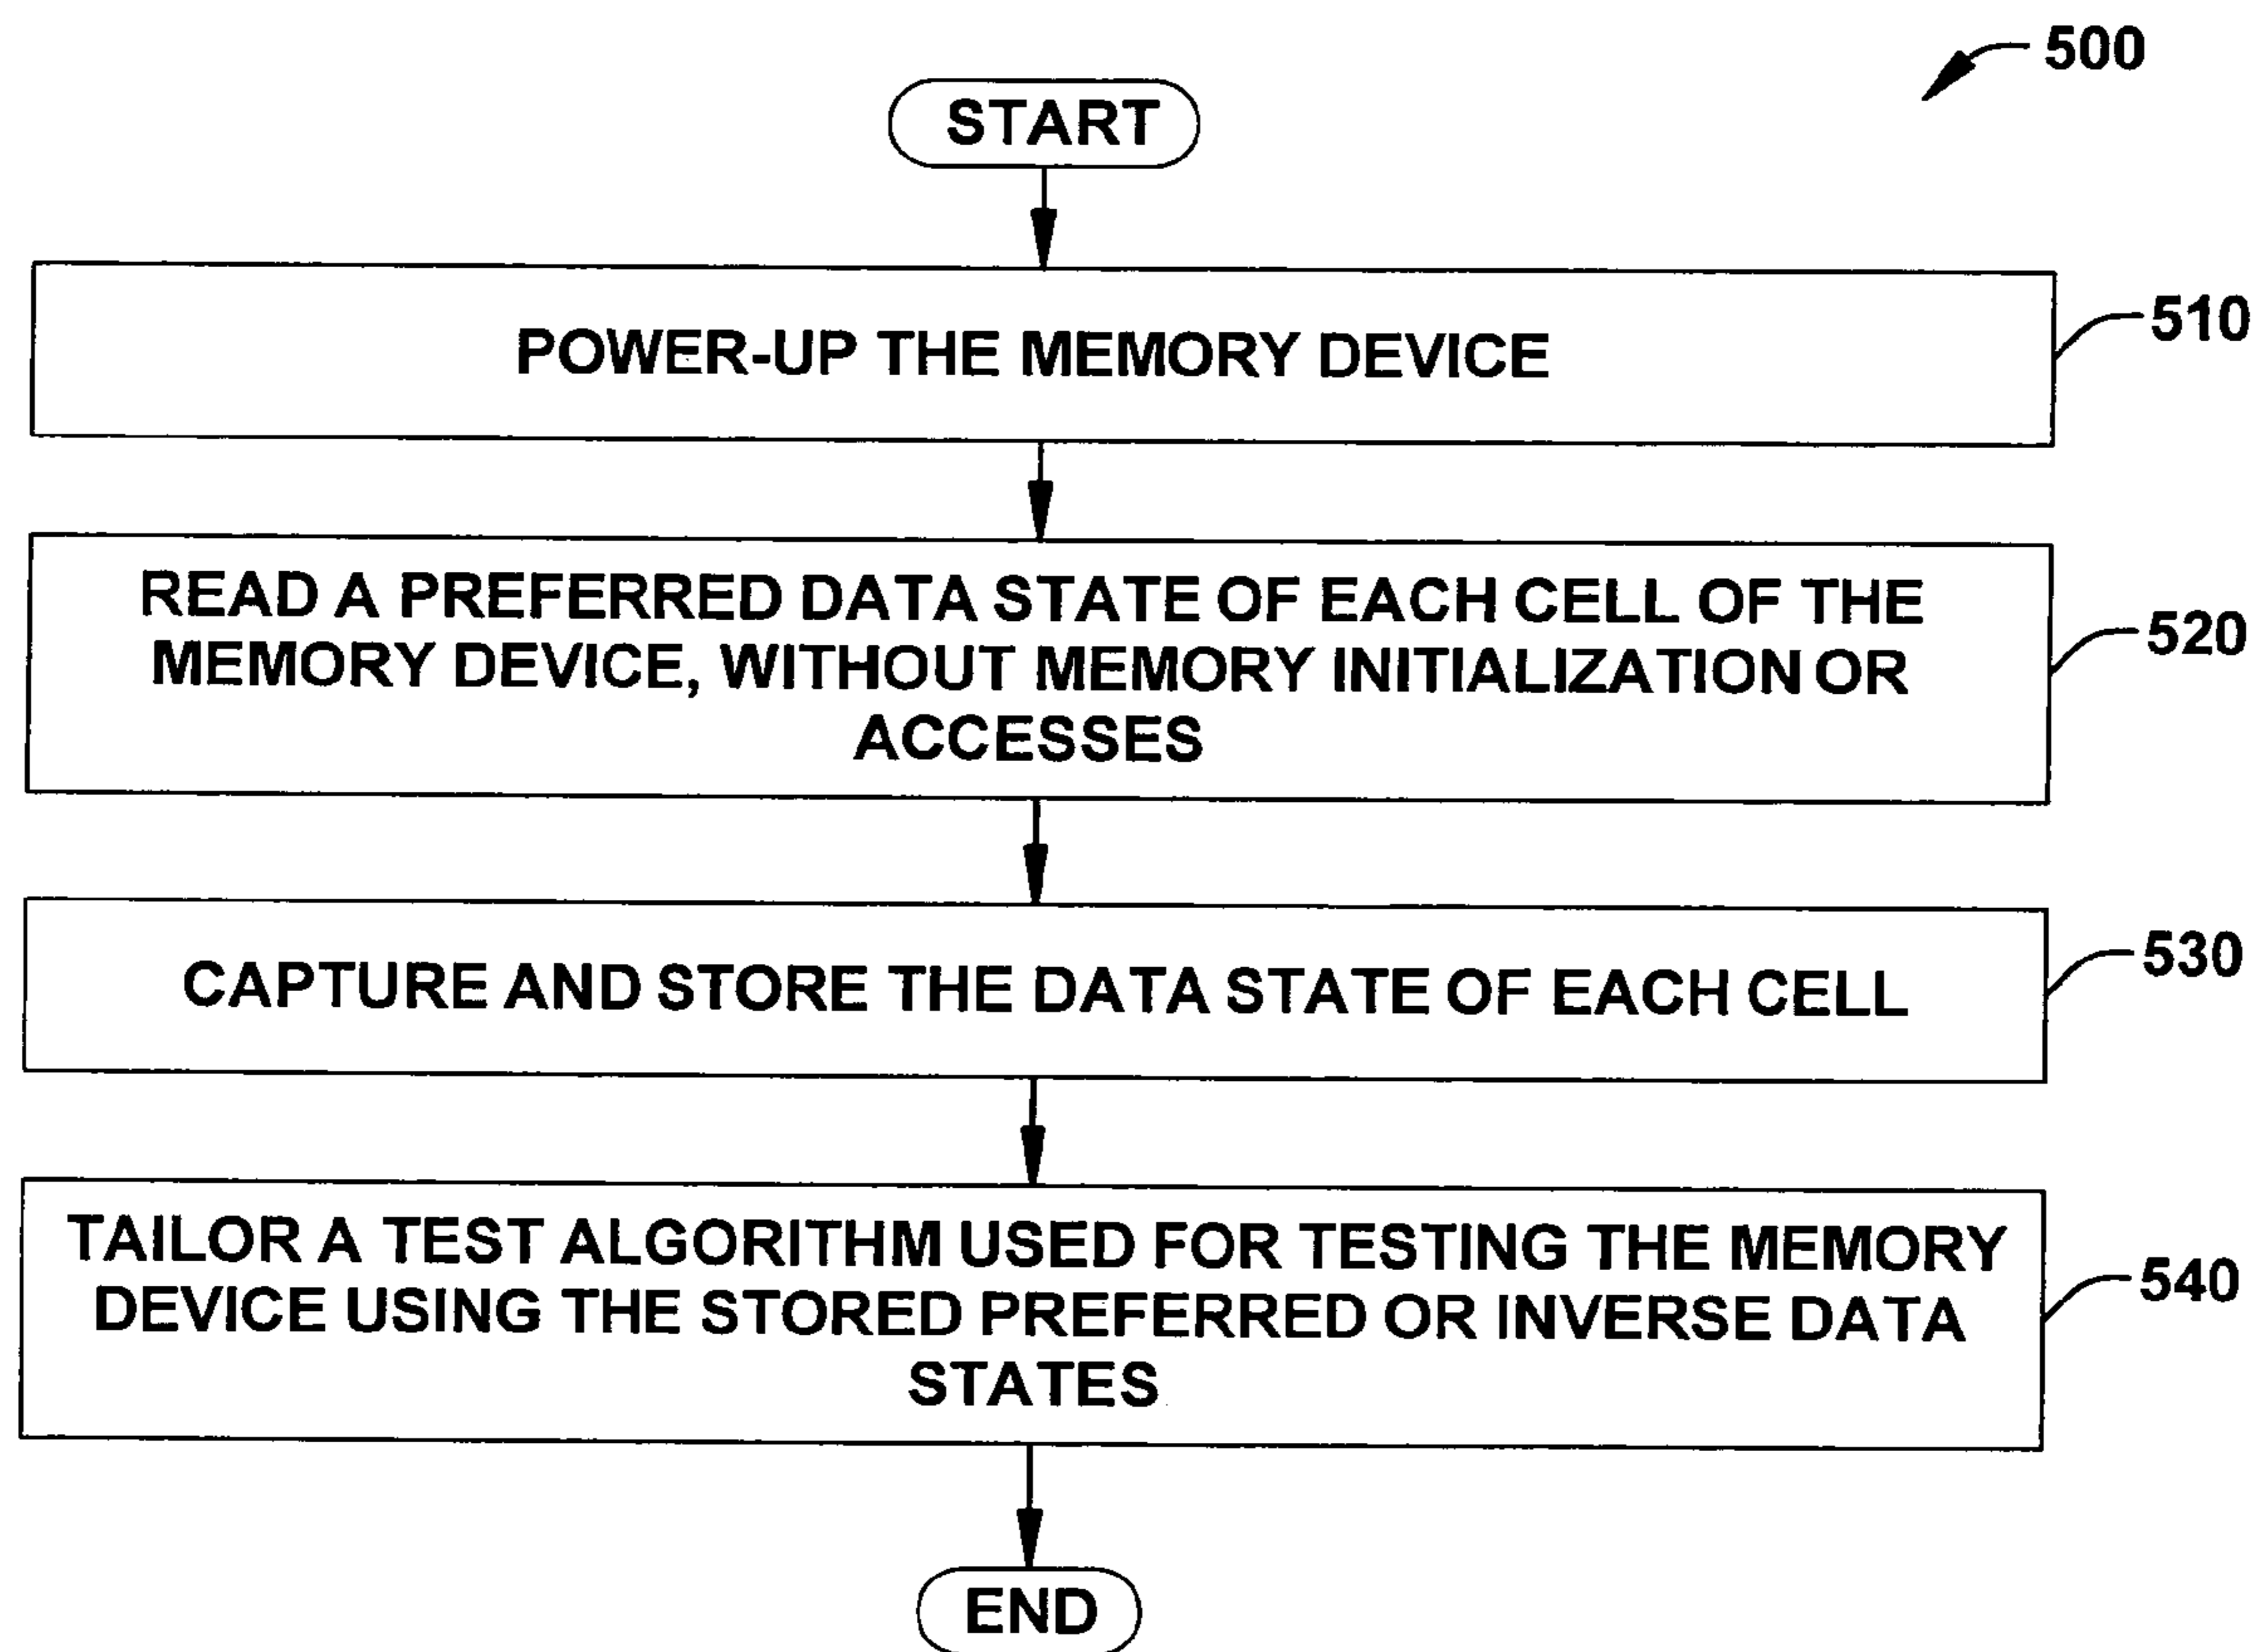 500
START
POWER-UP THE MEMORY DEVICE
510
READ A PREFERRED DATA STATE OF EACH CELL OF THE
MEMORY DEVICE, WITHOUT MEMORY INITIALIZATION OR
ACCESSES
520
CAPTURE AND STORE THE DATA STATE OF EACH CELL
530
TAILOR A TEST ALGORITHM USED FOR TESTING THE MEMORY
DEVICE USING THE STORED PREFERRED OR INVERSE DATA
STATES
540
END